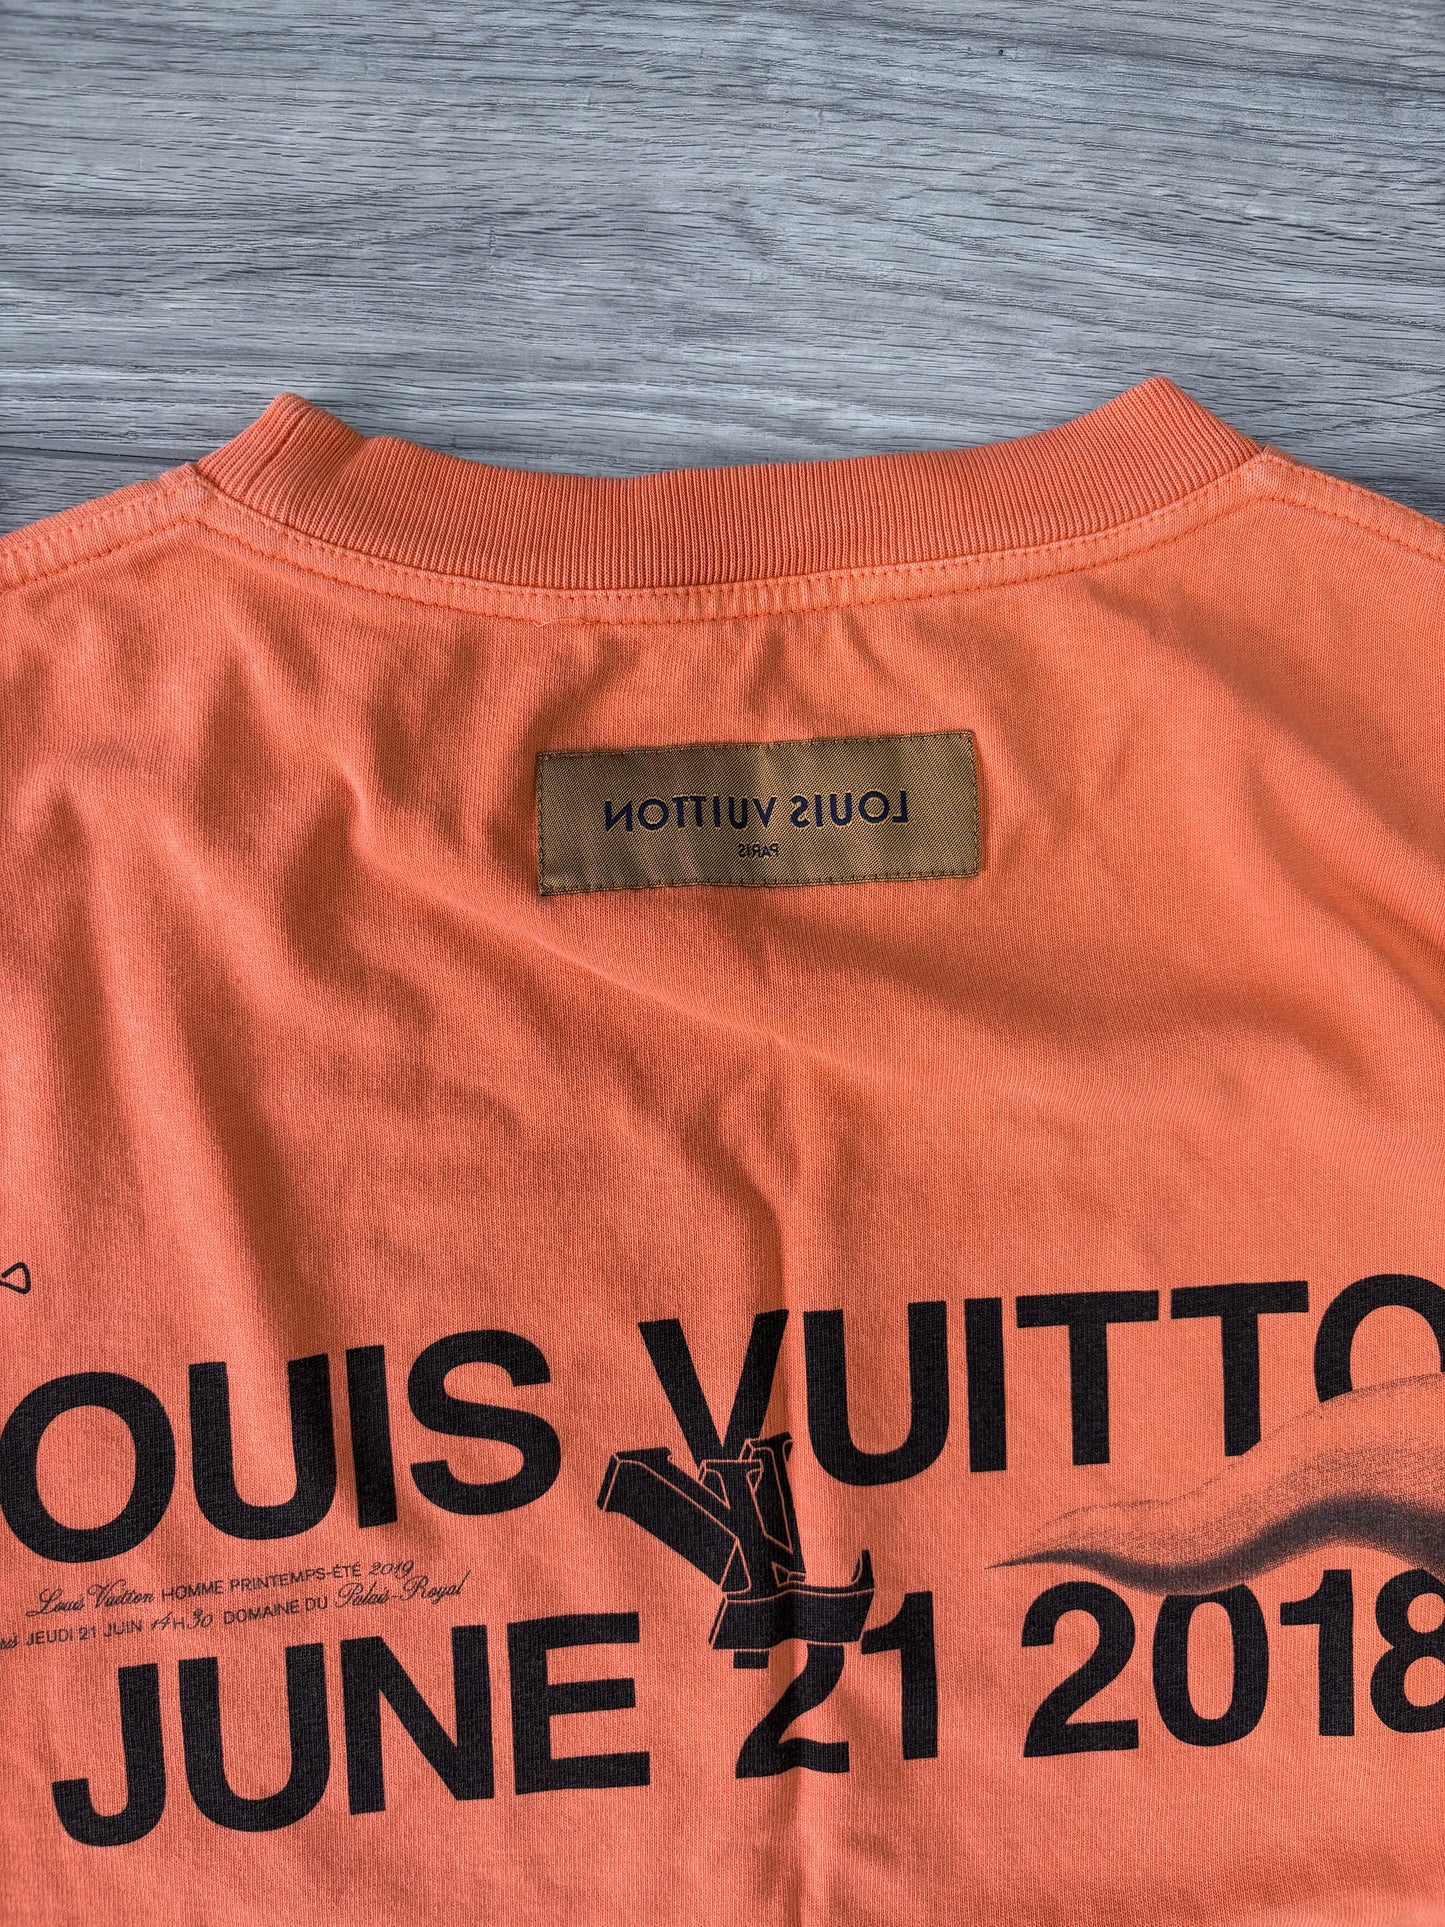 LOUIS VUITTON
PARIS
OUIS VUITTO
Louis Vuitton HOMME PRINTEMPS-ÉTÉ 2019
JEUDI 21 JUIN 14H30 DOMAINE DU Palais-Royal
JUNE 21 2018
LV